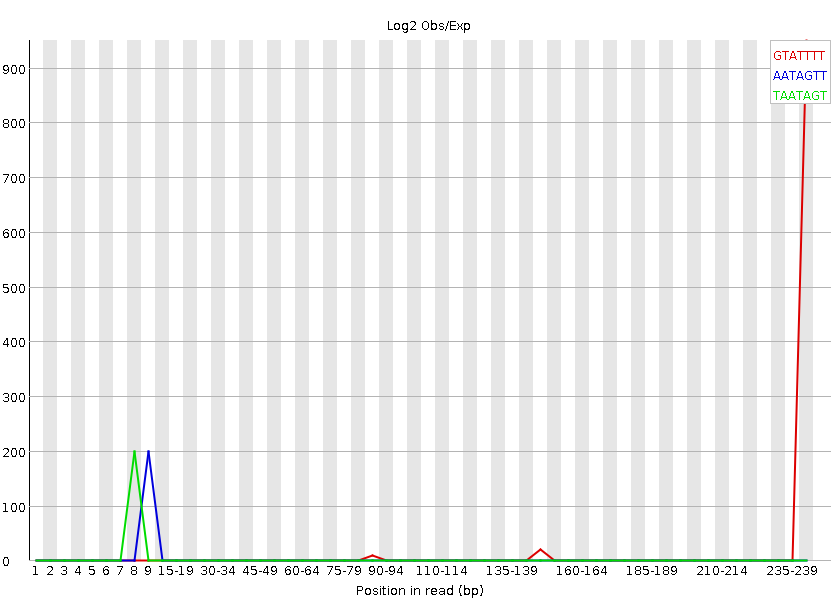 Log2 Obs/Exp
GTATTTT
AATAGTT
TAATAGT
900
800
700
600
500
400
300
200
100
0
1 2 3 4 5 6 7 8 9 15-19 30-34 45-49 60-64 75-79 90-94 110-114 135-139 160-164 185-189 210-214 235-239
Position in read (bp)